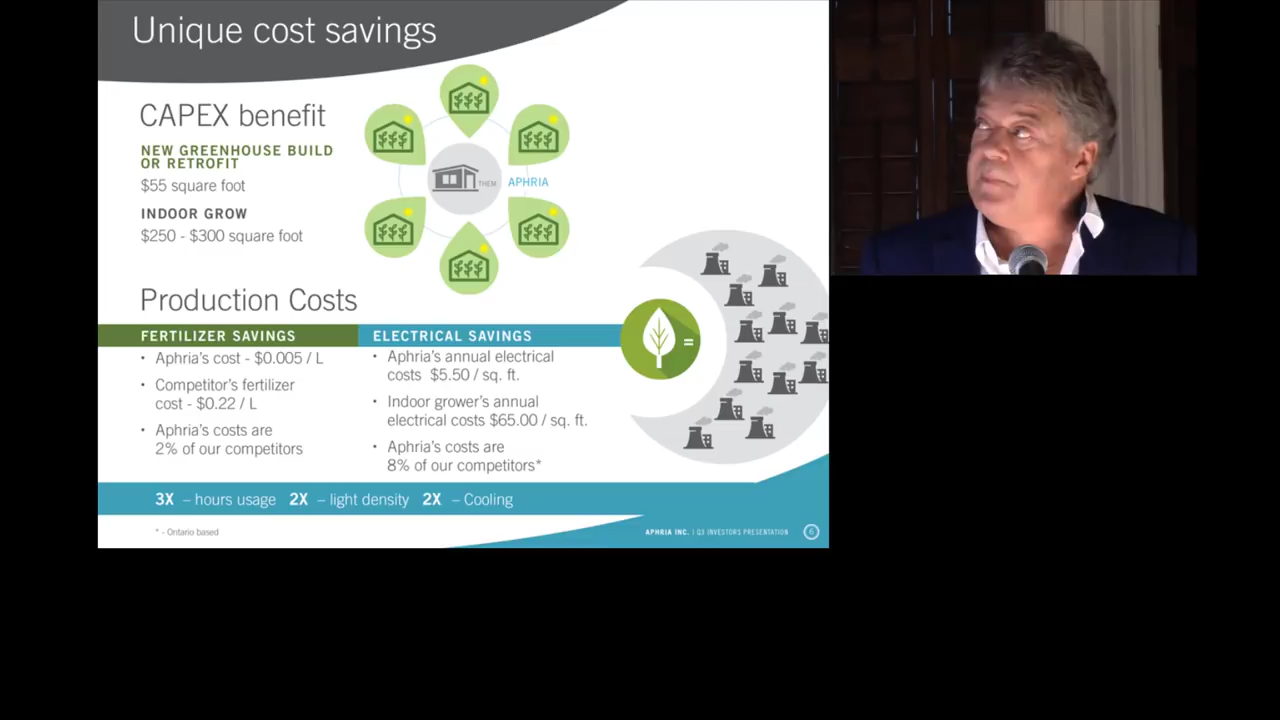 Unique cost savings
CAPEX benefit
NEW GREENHOUSE BUILD
OR RETROFIT
$55 square foot
INDOOR GROW
$250 - $300 square foot
THEM
APHRIA
Production Costs
FERTILIZER SAVINGS
• Aphria's cost - $0.005 / L
• Competitor's fertilizer
cost - $0.22 / L
• Aphria's costs are
2% of our competitors
ELECTRICAL SAVINGS
• Aphria's annual electrical
costs $5.50 / sq. ft.
• Indoor grower's annual
electrical costs $65.00 / sq. ft.
• Aphria's costs are
8% of our competitors*
=
3X – hours usage 2X – light density 2X – Cooling
* - Ontario based
APHRIA INC. | Q3 INVESTORS PRESENTATION 6